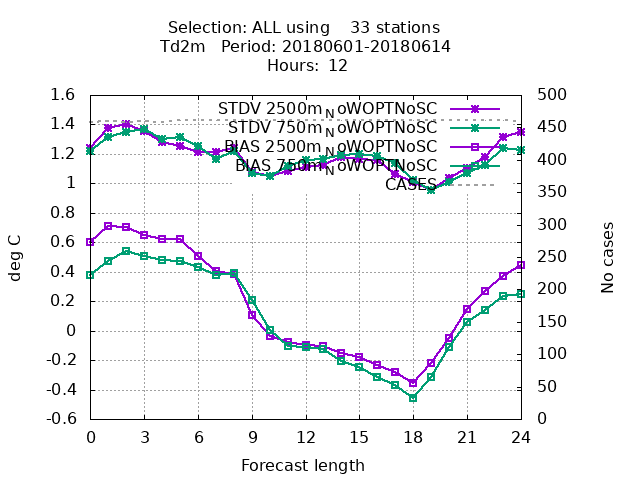 Selection: ALL using    33 stations
Td2m   Period: 20180601-20180614
Hours:  12
1.6
1.4
1.2
1
0.8
0.6
0.4
0.2
0
-0.2
-0.4
-0.6
deg C
STDV 2500m_NoWOPTNoSC
STDV 750m_NoWOPTNoSC
BIAS 2500m_NoWOPTNoSC
BIAS 750m_NoWOPTNoSC
CASES
500
450
400
350
300
250
200
150
100
50
0
No cases
0 3 6 9 12 15 18 21 24
Forecast length